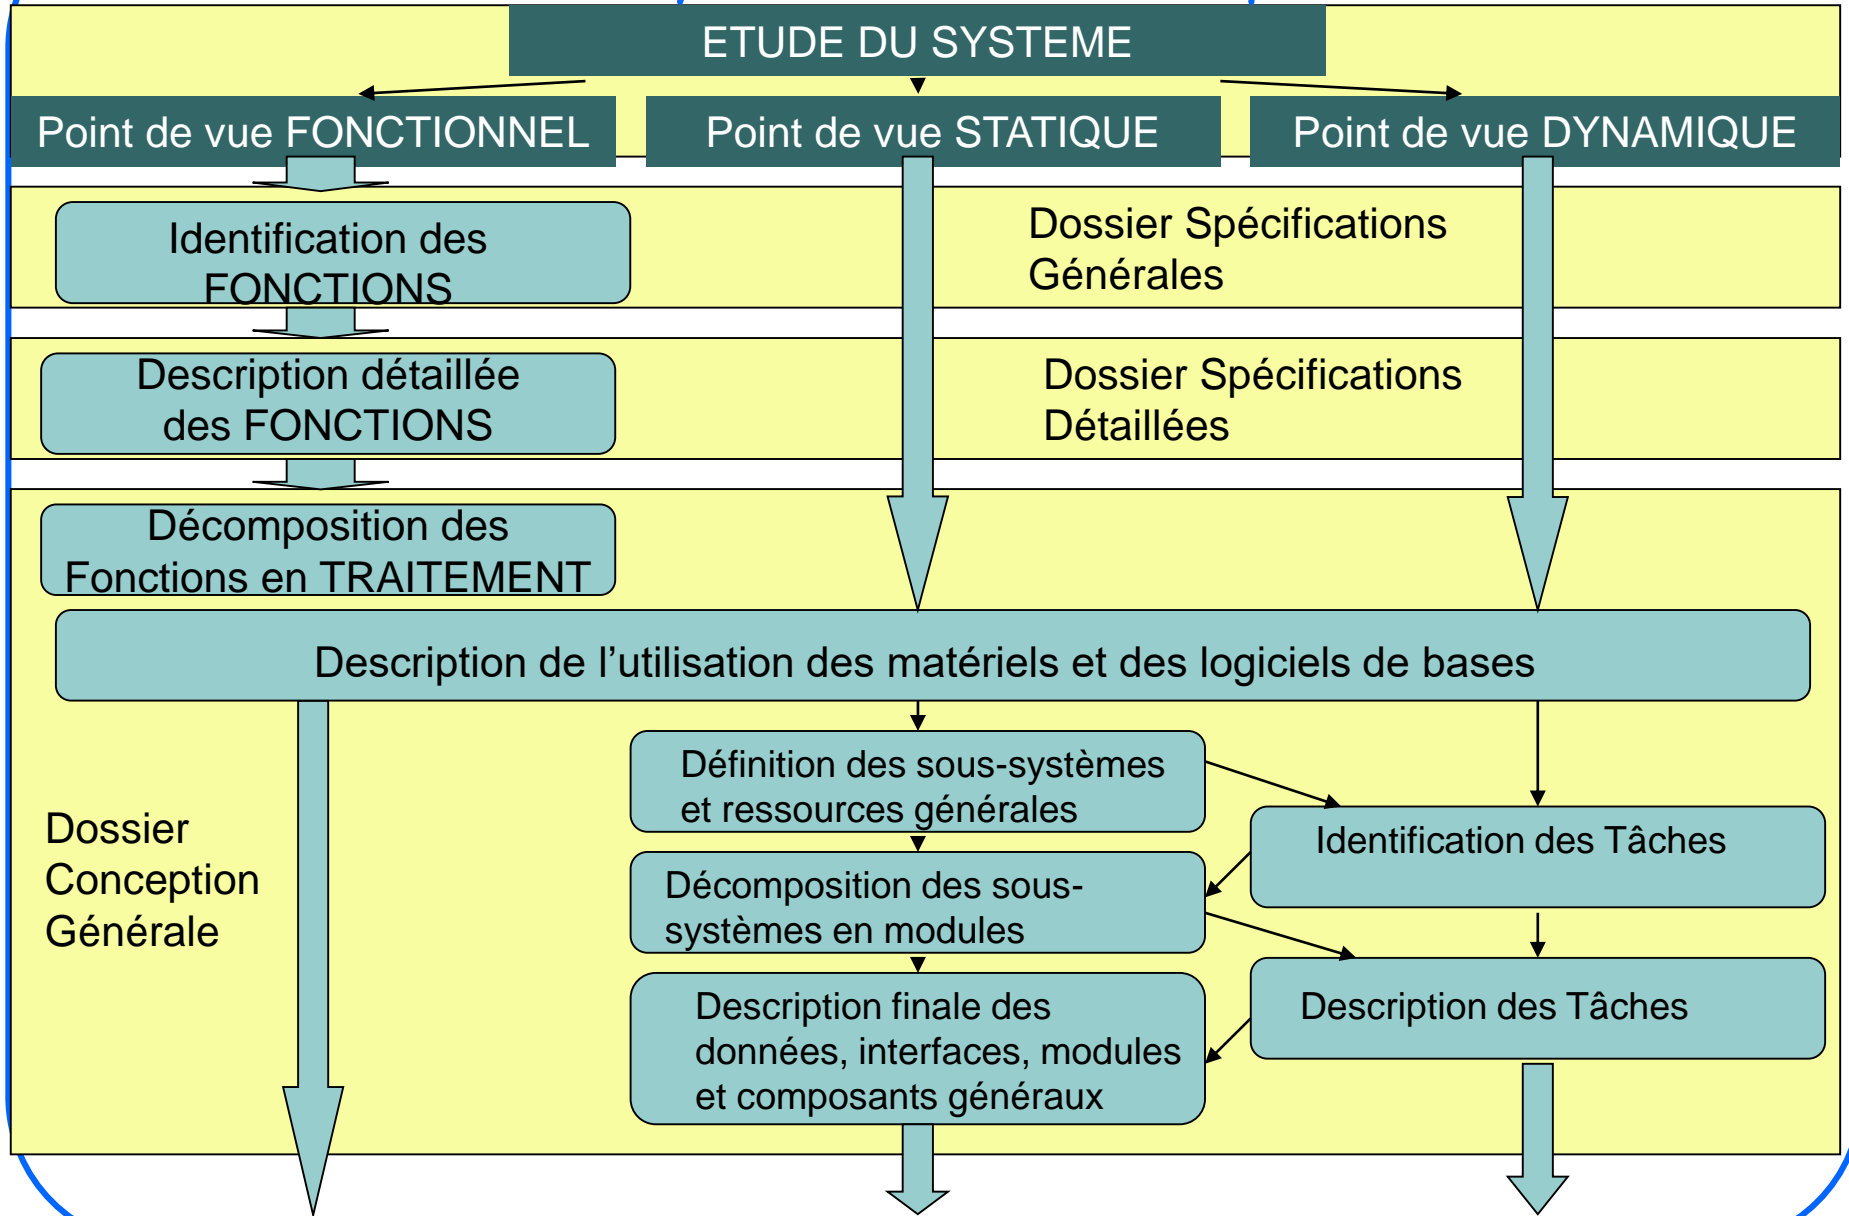 ETUDE DU SYSTEME
Point de vue FONCTIONNEL
Point de vue STATIQUE
Point de vue DYNAMIQUE
Identification des
FONCTIONS
Dossier Spécifications
Générales
Description détaillée
des FONCTIONS
Dossier Spécifications
Détaillées
Décomposition des
Fonctions en TRAITEMENT
Description de l’utilisation des matériels et des logiciels de bases
Définition des sous-systèmes
et ressources générales
Identification des Tâches
Dossier
Conception
Générale
Décomposition des sous-
systèmes en modules
Description des Tâches
Description finale des
données, interfaces, modules
et composants généraux